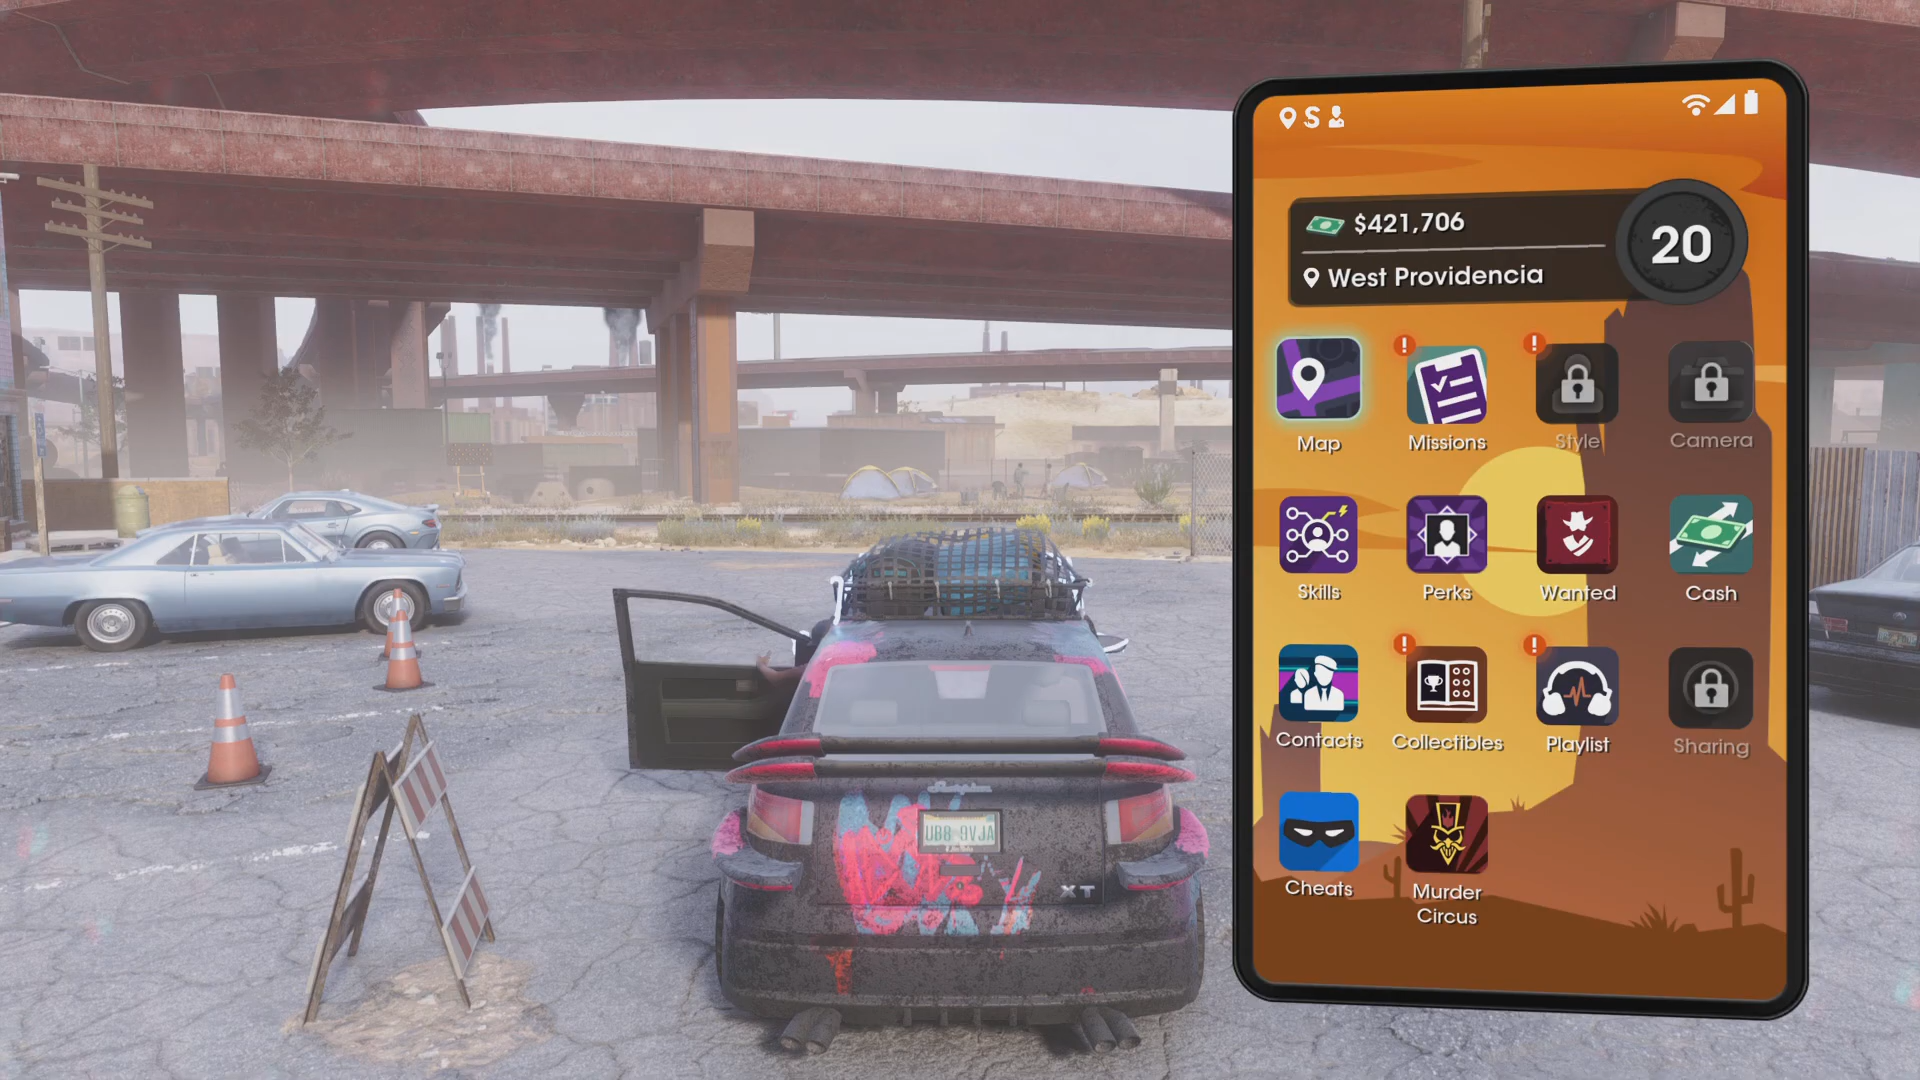 $421,706
20
West Providencia
! ! 
Map Missions Style Camera
Skills Perks Wanted Cash
! !
Contacts Collectibles Playlist Sharing
Cheats Murder
Circus
UB8 9VJA
XT